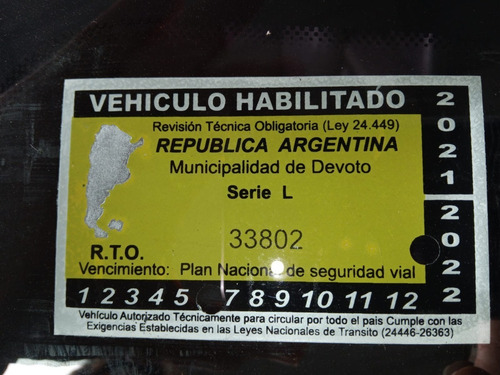 VEHICULO HABILITADO
Revisión Técnica Obligatoria (Ley 24.449)
REPUBLICA ARGENTINA
Municipalidad de Devoto
Serie L
33802
R.T.O.
Vencimiento: Plan Nacional de seguridad vial
1 2 3 4 5 7 8 9 10 11 12
2021
2022
Vehículo Autorizado Técnicamente para circular por todo el pais Cumple con las
Exigencias Establecidas en las Leyes Nacionales de Transito (24446-26363)